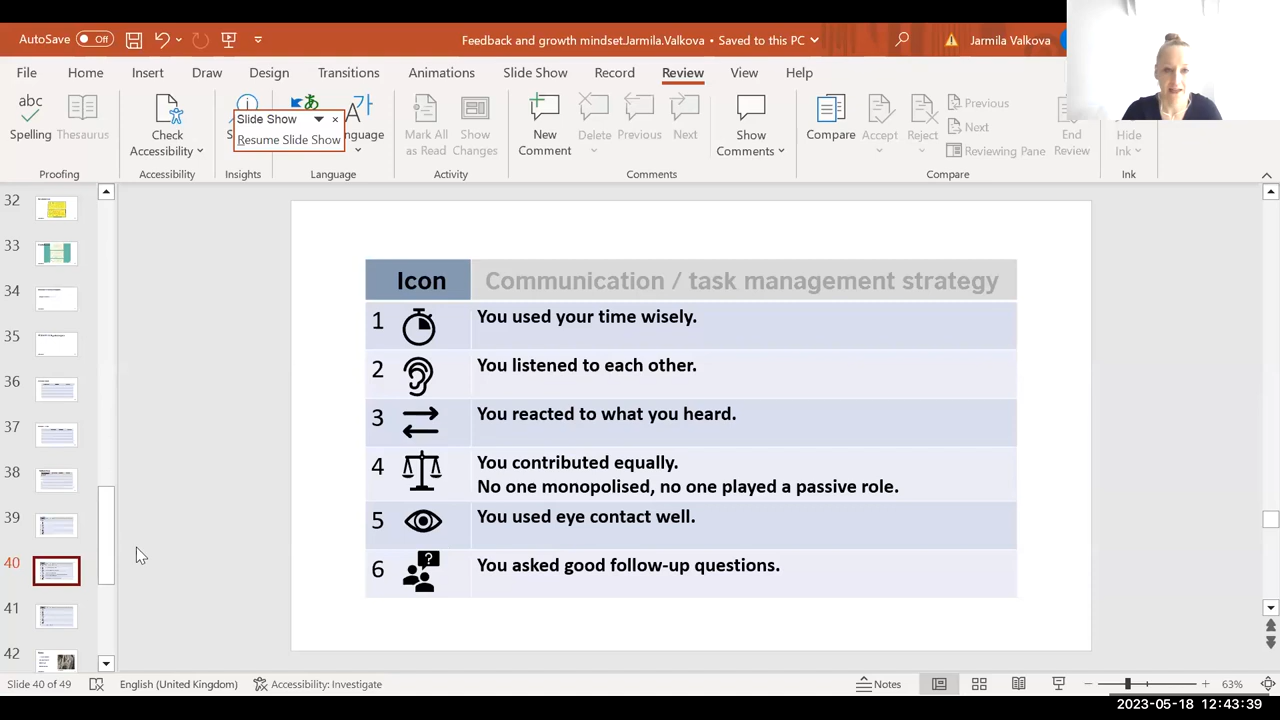 AutoSave Off
Feedback and growth mindset.Jarmila.Valkova • Saved to this PC
Jarmila Valkova
File Home Insert Draw Design Transitions Animations Slide Show Record Review View Help
abc
Spelling
Thesaurus
Proofing
Check
Accessibility
Accessibility
Slide Show ×
Resume Slide Show
Insights
Language
Mark All
as Read
Show
Changes
Activity
New
Comment
Delete
Previous
Next
Show
Comments
Comments
Compare
Accept
Reject
Previous
Next
Reviewing Pane
End
Review
Compare
Hide
Ink
Ink
32
33
34
35
36
37
38
39
40
41
42
Icon Communication / task management strategy
1 You used your time wisely.
2 You listened to each other.
3 You reacted to what you heard.
4 You contributed equally.
No one monopolised, no one played a passive role.
5 You used eye contact well.
6 ? You asked good follow-up questions.
Slide 40 of 49 English (United Kingdom) Accessibility: Investigate Notes 63%
2023-05-18 12:43:39